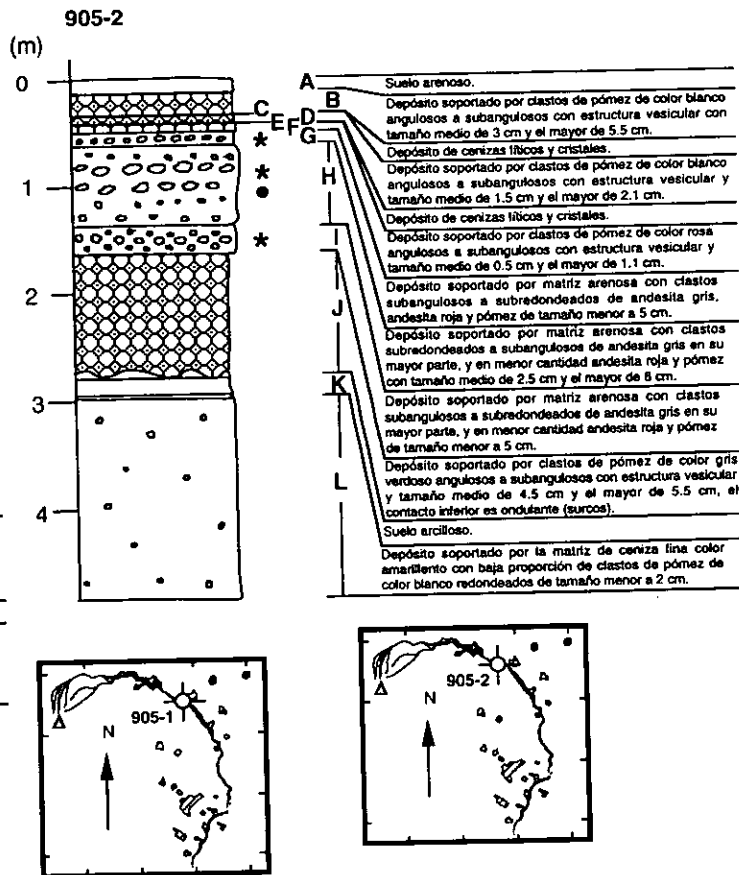 905-2
(m)
0
1
2
3
4
A
B
C
D
E
F
G
H
J
K
L
Suelo arenoso.
Depósito soportado por clastos de pómez de color blanco
angulosos a subangulosos con estructura vesicular con
tamaño medio de 3 cm y el mayor de 5.5 cm.
Depósito de cenizas líticos y cristales.
Depósito soportado por clastos de pómez de color blanco
angulosos a subangulosos con estructura vesicular y
tamaño medio de 1.5 cm y el mayor de 2.1 cm.
Depósito de cenizas líticos y cristales.
Depósito soportado por clastos de pómez de color rosa
angulosos a subangulosos con estructura vesicular y
tamaño medio de 0.5 cm y el mayor de 1.1 cm.
Depósito soportado por matriz arenosa con clastos
subangulosos a subredondeados de andesita gris,
andesita roja y pómez de tamaño menor a 5 cm.
Depósito soportado por matriz arenosa con clastos
subredondeados a subangulosos de andesita gris en su
mayor parte, y en menor cantidad andesita roja y pómez
con tamaño medio de 2.5 cm y el mayor de 6 cm.
Depósito soportado por matriz arenosa con clastos
subangulosos a subredondeados de andesita gris en su
mayor parte, y en menor cantidad andesita roja y pómez
de tamaño menor a 5 cm.
Depósito soportado por clastos de pómez de color gris
verdoso angulosos a subangulosos con estructura vesicular
y tamaño medio de 4.5 cm y el mayor de 5.5 cm, el
contacto inferior es ondulante (surcos).
Suelo arcilloso.
Depósito soportado por la matriz de ceniza fina color
amarillento con baja proporción de clastos de pómez de
color blanco redondeados de tamaño menor a 2 cm.
905-1
N
905-2
N